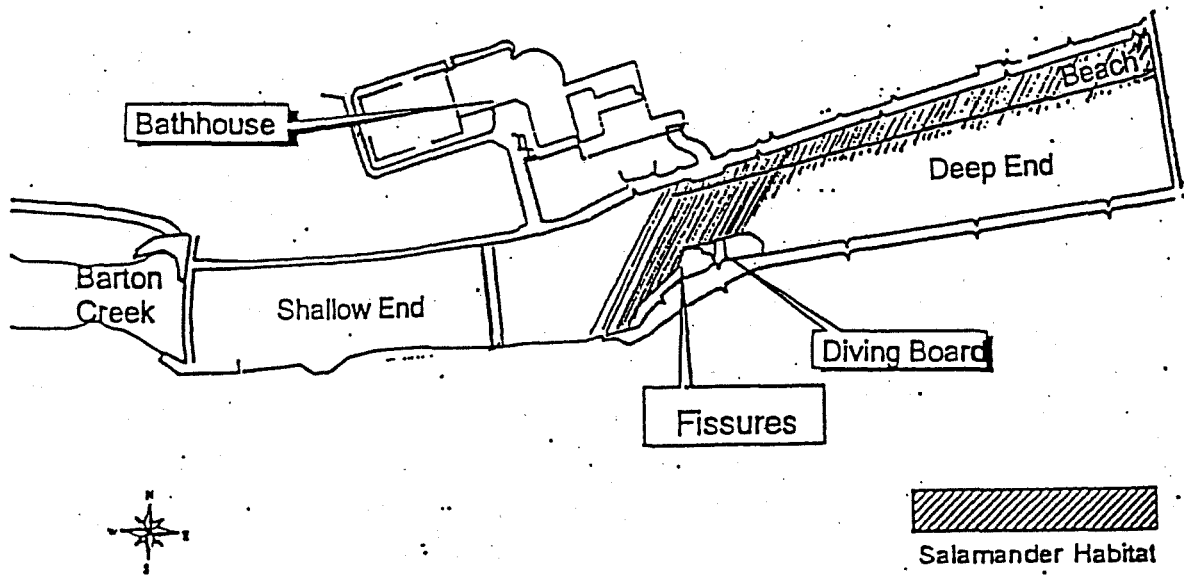 Bathhouse
Beach
Deep End
Barton
Creek
Shallow End
Diving Board
Fissures
N
W
E
S
Salamander Habitat